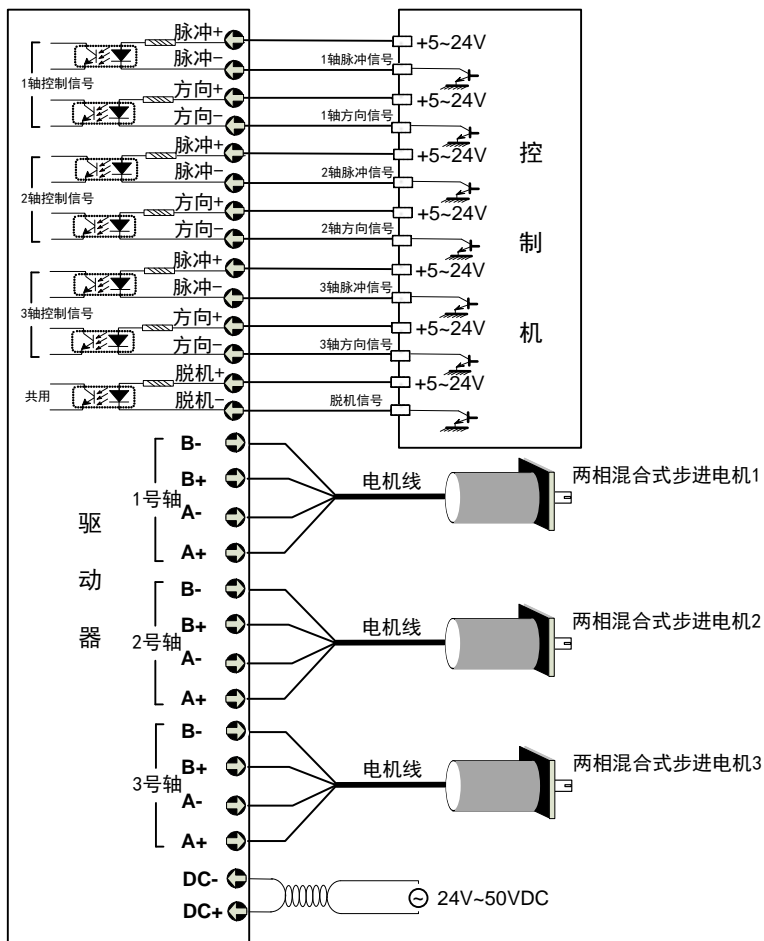 脉冲+
脉冲-
1轴控制信号
方向+
方向-
脉冲+
脉冲-
2轴控制信号
方向+
方向-
脉冲+
脉冲-
3轴控制信号
方向+
方向-
脱机+
共用
脱机-
+5~24V
1轴脉冲信号
+5~24V
1轴方向信号
+5~24V
2轴脉冲信号
+5~24V
2轴方向信号
+5~24V
3轴脉冲信号
+5~24V
3轴方向信号
+5~24V
脱机信号
控制机
驱动器
B-
B+
1号轴
A-
A+
电机线
两相混合式步进电机1
B-
B+
2号轴
A-
A+
电机线
两相混合式步进电机2
B-
B+
3号轴
A-
A+
电机线
两相混合式步进电机3
DC-
DC+
~
24V~50VDC